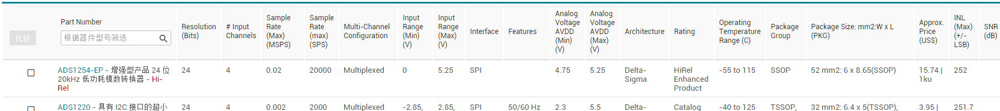 比较
Part Number
根据器件型号筛选
Resolution
(Bits)
# Input
Channels
Sample
Rate
(Max)
(MSPS)
Sample
Rate
(max)
(SPS)
Multi-Channel
Configuration
Input
Range
(Min)
(V)
Input
Range
(Max)
(V)
Interface
Features
Analog
Voltage
AVDD
(Min)
(V)
Analog
Voltage
AVDD
(Max)
(V)
Architecture
Rating
Operating
Temperature
Range (C)
Package
Group
Package Size: mm2:W x L
(PKG)
Approx.
Price
(US$)
INL
(Max)
(+/-
LSB)
SNR
(dB)
ADS1254-EP - 增强型产品 24 位
20kHz 低功耗模数转换器 - Hi-
Rel
24
4
0.02
20000
Multiplexed
0
5.25
SPI
4.75
5.25
Delta-
Sigma
HiRel
Enhanced
Product
-55 to 115
SSOP
52 mm2: 6 x 8.65(SSOP)
15.74 |
1ku
252
ADS1220 - 具有 I2C 接口的超小
24
4
0.002
2000
Multiplexed
-2.85,
2.85,
SPI
50/60 Hz
2.3
5.5
Delta-
Catalog
-40 to 125
TSSOP,
32 mm2: 6.4 x 5(TSSOP),
3.95 |
251.7